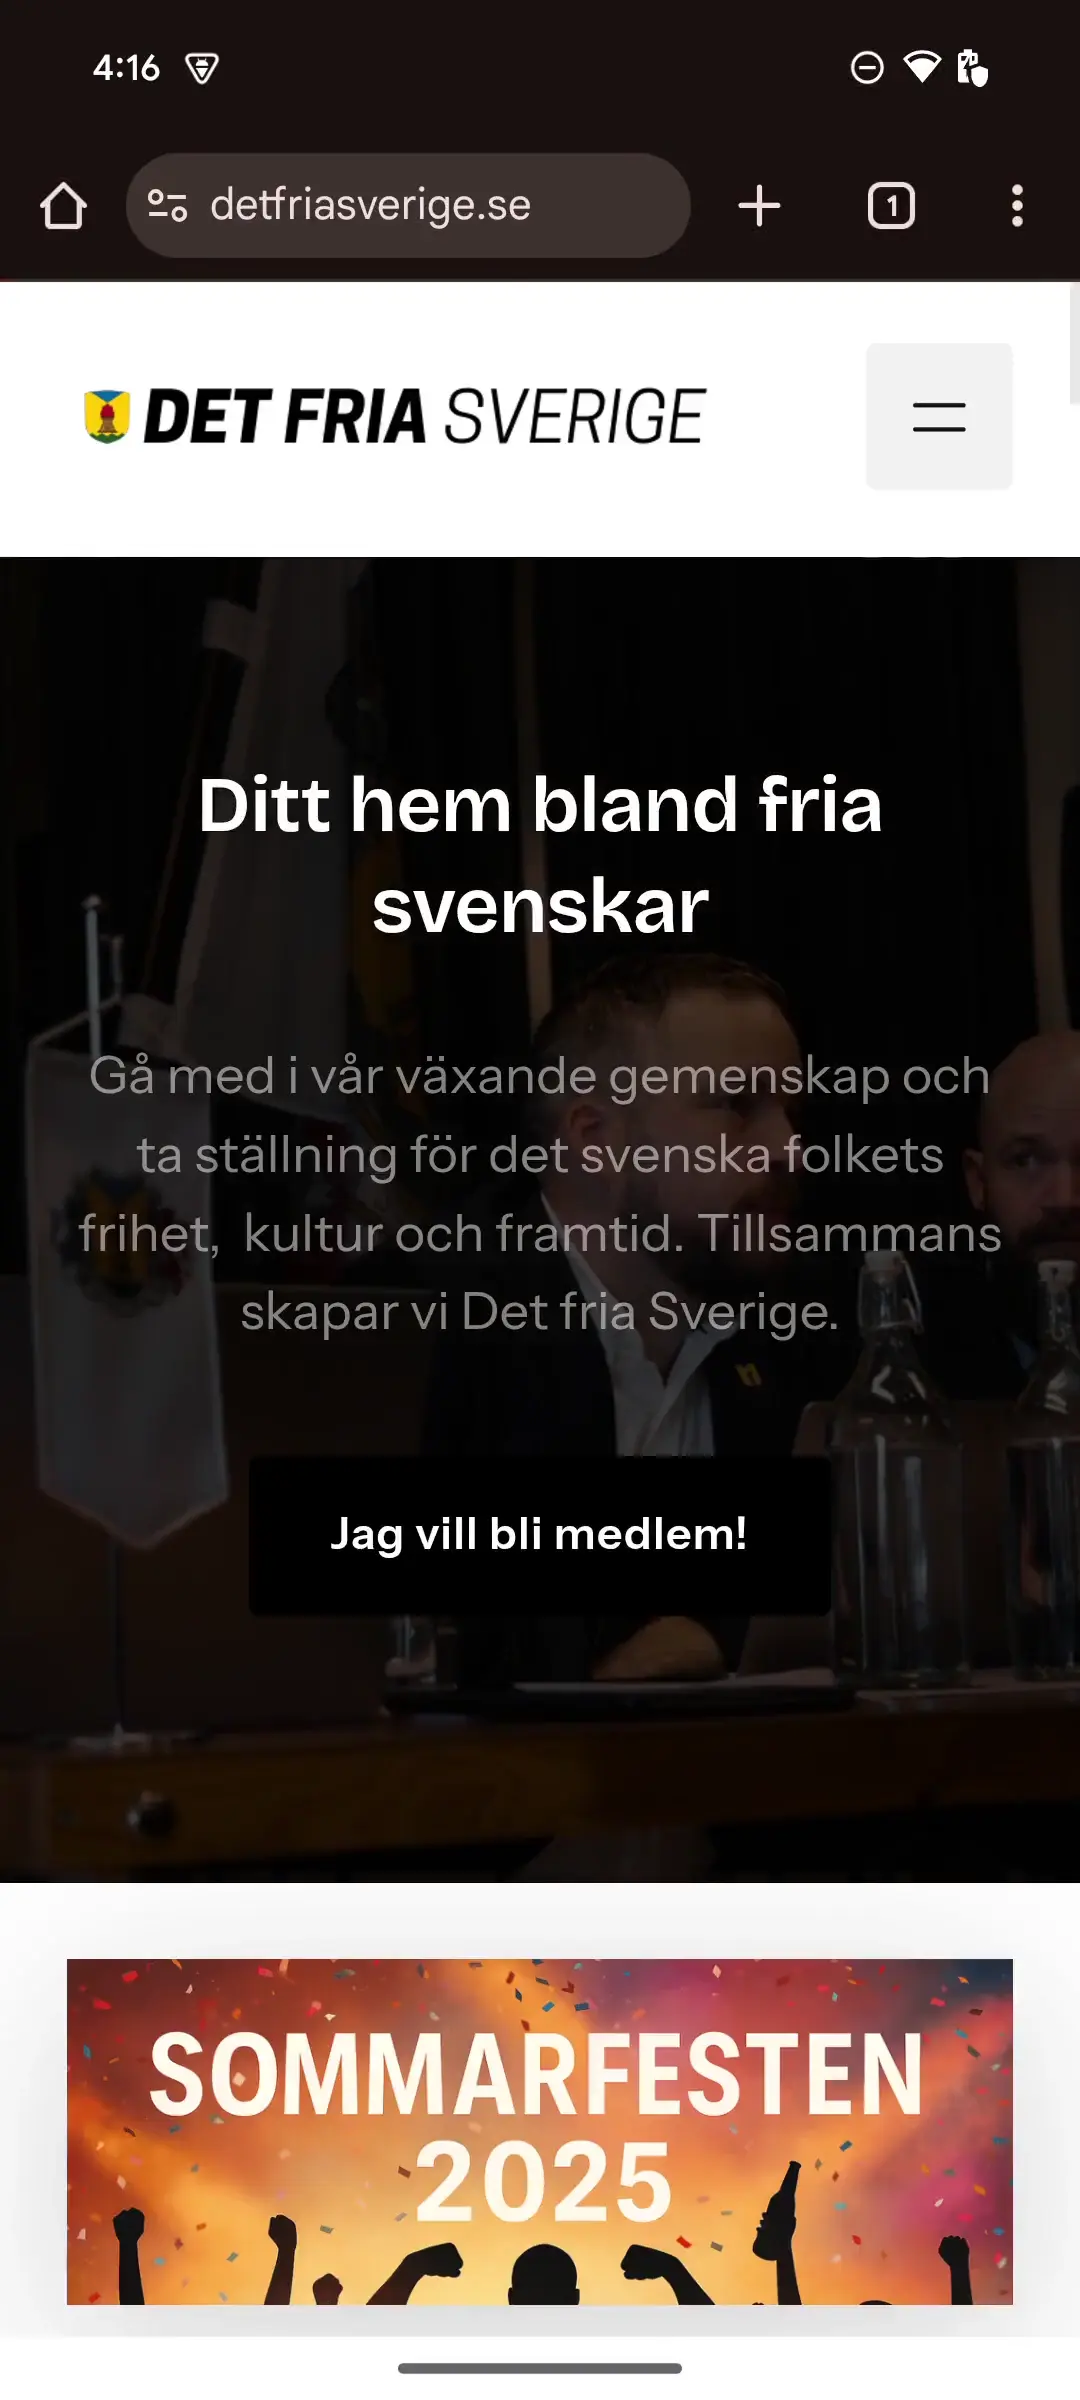 4:16
detfriasverige.se
1
DET FRIA SVERIGE
Ditt hem bland fria
svenskar
Gå med i vår växande gemenskap och
ta ställning för det svenska folkets
frihet, kultur och framtid. Tillsammans
skapar vi Det fria Sverige.
Jag vill bli medlem!
SOMMARFESTEN
2025